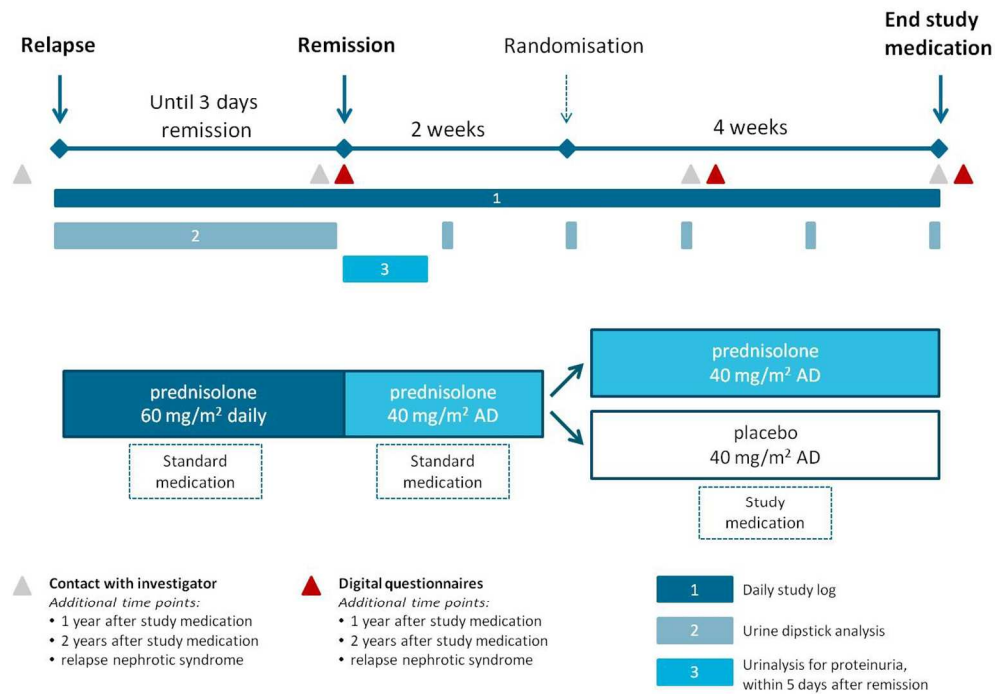 Relapse
Remission
Randomisation
End study
medication
Until 3 days
remission
2 weeks
4 weeks
1
2
3
prednisolone
60 mg/m² daily
prednisolone
40 mg/m² AD
prednisolone
40 mg/m² AD
placebo
40 mg/m² AD
Standard
medication
Standard
medication
Study
medication
Contact with investigator
Additional time points:
• 1 year after study medication
• 2 years after study medication
• relapse nephrotic syndrome
Digital questionnaires
Additional time points:
• 1 year after study medication
• 2 years after study medication
• relapse nephrotic syndrome
1 Daily study log
2 Urine dipstick analysis
3 Urinalysis for proteinuria,
within 5 days after remission